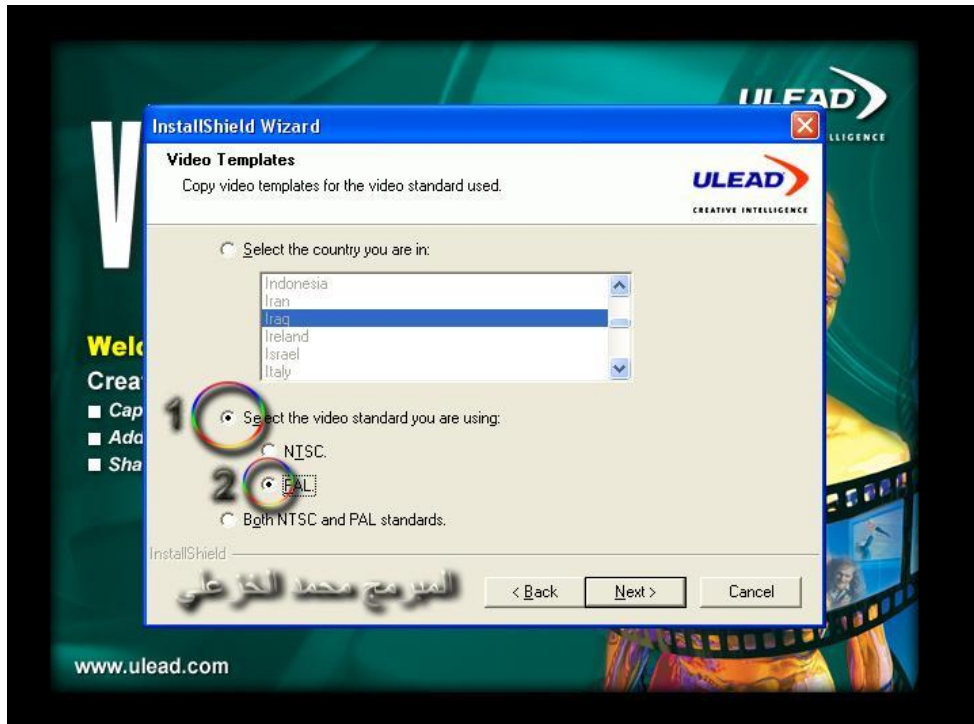 ULEAD
LLIGENCE
InstallShield Wizard
Video Templates
Copy video templates for the video standard used.
ULEAD
CREATIVE INTELLIGENCE
V
Select the country you are in:
Indonesia
Iran
Iraq
Ireland
Israel
Italy
Welc
Crea
Cap
Add
Sha
1
Select the video standard you are using:
NTSC.
2 PAL.
Both NTSC and PAL standards.
InstallShield
المبرمج محمد الخزعلي
< Back Next > Cancel
www.ulead.com